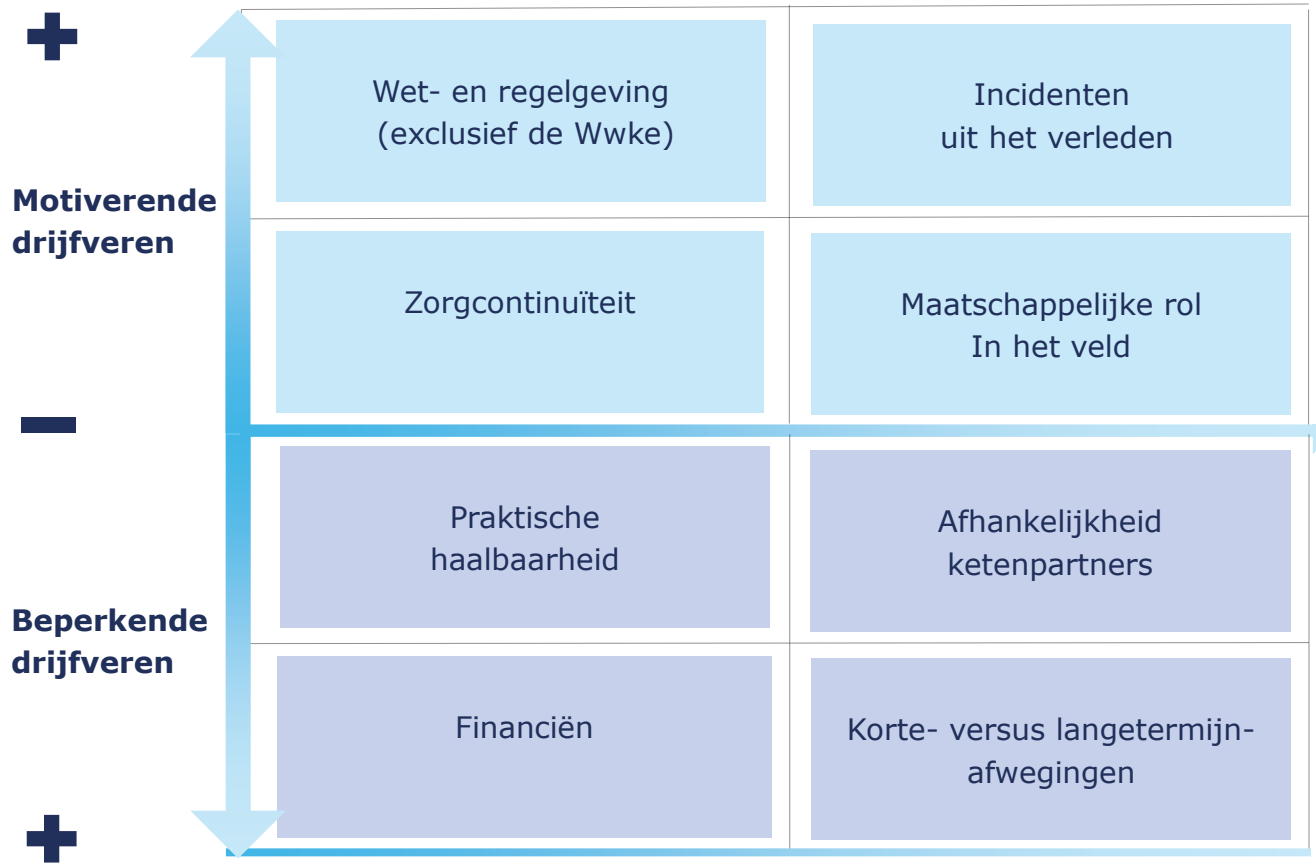 Wet- en regelgeving
(exclusief de Wwke)
Incidenten
uit het verleden
Motiverende
drijfveren
Zorgcontinuïteit
Maatschappelijke rol
In het veld
Praktische
haalbaarheid
Afhankelijkheid
ketenpartners
Beperkende
drijfveren
Financiën
Korte- versus langetermijn-
afwegingen